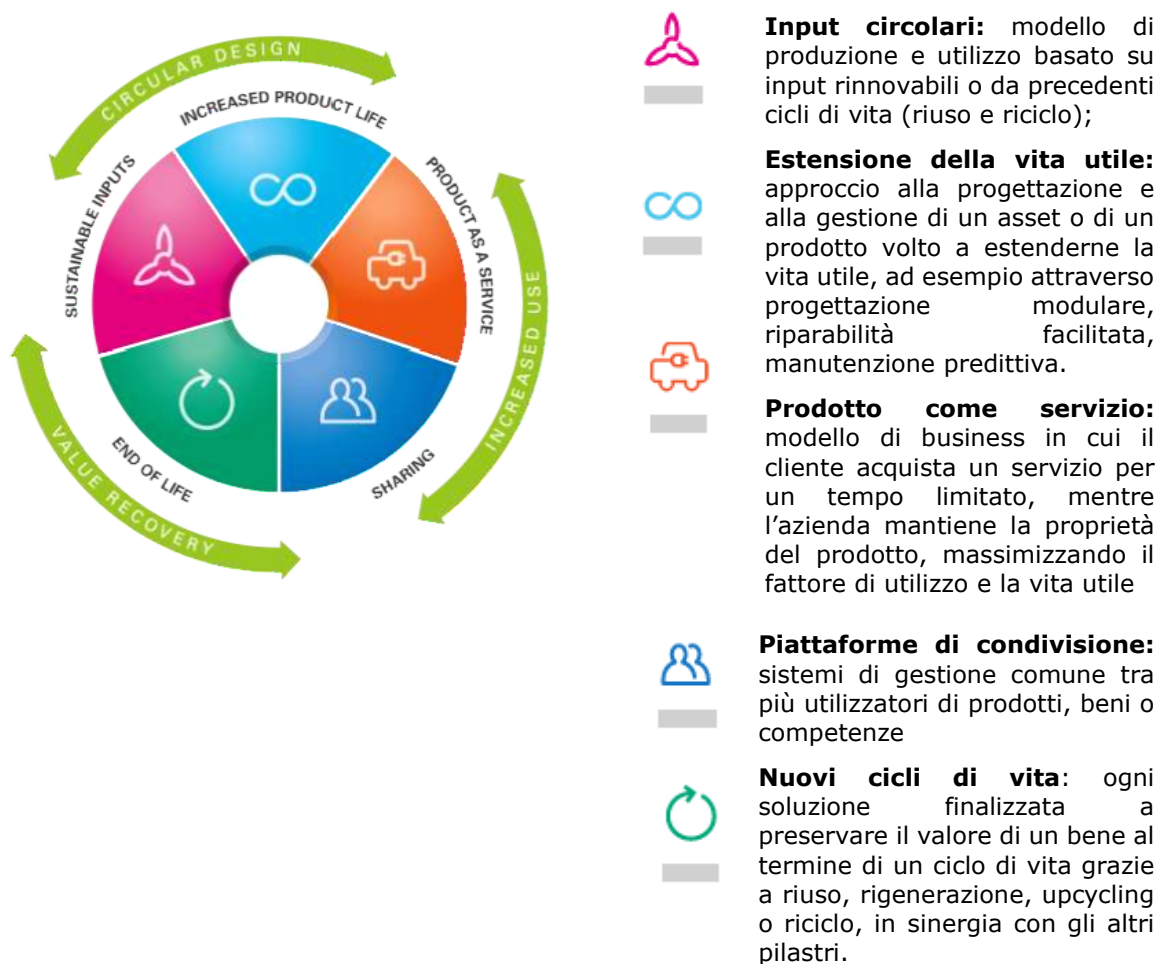 CIRCULAR DESIGN
INCREASED PRODUCT LIFE
SUSTAINABLE INPUTS
PRODUCT AS A SERVICE
INCREASED USE
SHARING
END OF LIFE
VALUE RECOVERY
Input circolari: modello di
produzione e utilizzo basato su
input rinnovabili o da precedenti
cicli di vita (riuso e riciclo);
Estensione della vita utile:
approccio alla progettazione e
alla gestione di un asset o di un
prodotto volto a estenderne la
vita utile, ad esempio attraverso
progettazione modulare,
riparabilità facilitata,
manutenzione predittiva.
Prodotto come servizio:
modello di business in cui il
cliente acquista un servizio per
un tempo limitato, mentre
l’azienda mantiene la proprietà
del prodotto, massimizzando il
fattore di utilizzo e la vita utile
Piattaforme di condivisione:
sistemi di gestione comune tra
più utilizzatori di prodotti, beni o
competenze
Nuovi cicli di vita: ogni
soluzione finalizzata a
preservare il valore di un bene al
termine di un ciclo di vita grazie
a riuso, rigenerazione, upcycling
o riciclo, in sinergia con gli altri
pilastri.